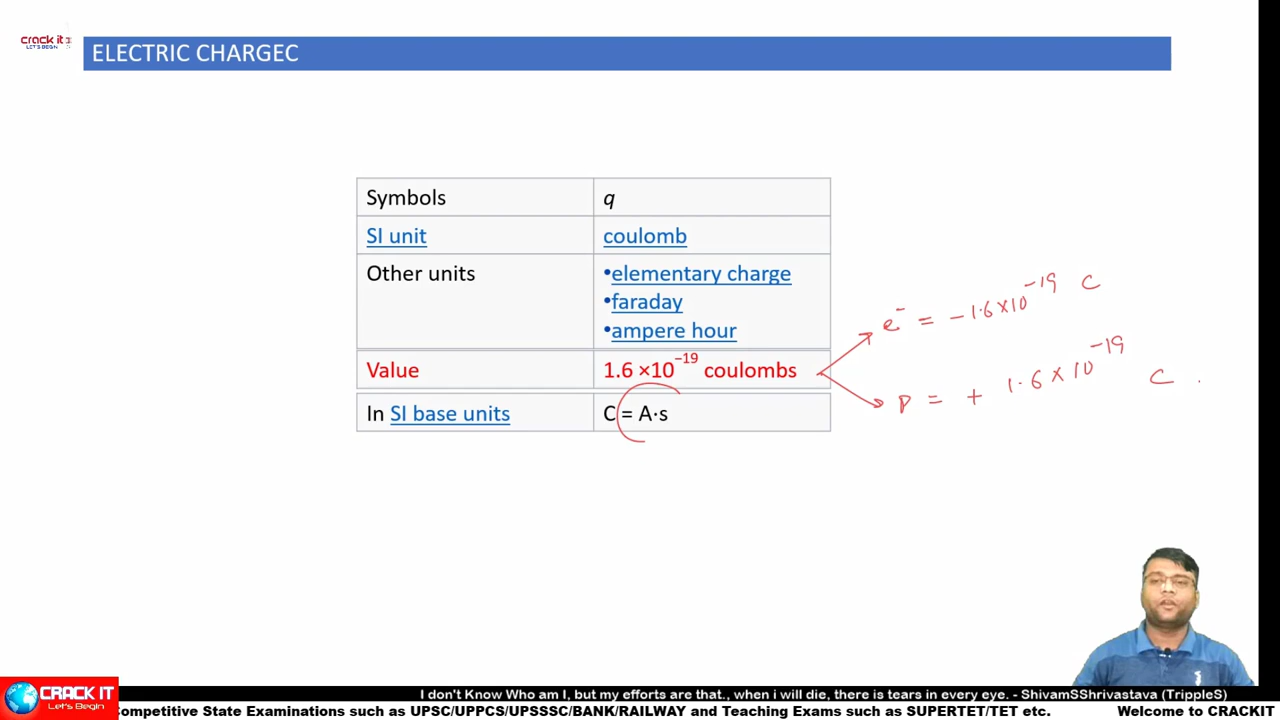 crack it
LET'S BEGIN
ELECTRIC CHARGEC
Symbols q
SI unit coulomb
Other units •elementary charge
•faraday
•ampere hour
Value 1.6 ×10⁻¹⁹ coulombs
In SI base units C = A·s
e⁻ = -1.6×10⁻¹⁹ C
P = + 1.6×10⁻¹⁹ C
CRACK IT
Let's Begin
I don't Know Who am I, but my efforts are that., when i will die, there is tears in every eye. - ShivamSShrivastava (TrippleS)
Competitive State Examinations such as UPSC/UPPCS/UPSSSC/BANK/RAILWAY and Teaching Exams such as SUPERTET/TET etc. Welcome to CRACKIT